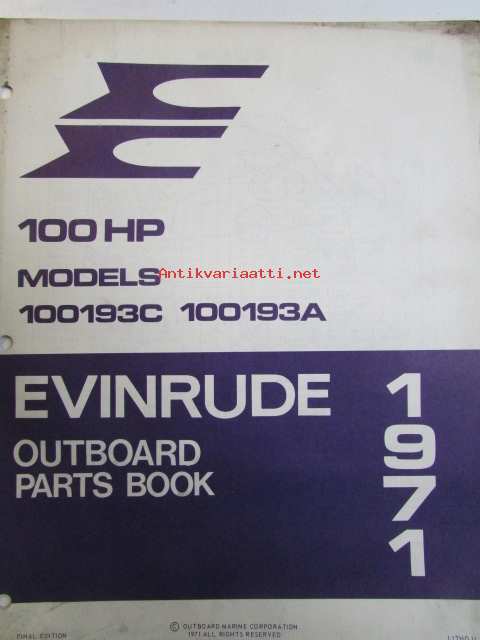 100 HP
MODELS
Antikvariaatti.net
100193C 100193A
EVINRUDE
OUTBOARD
PARTS BOOK
1
9
7
1
FINAL EDITION
© OUTBOARD MARINE CORPORATION
1971 ALL RIGHTS RESERVED